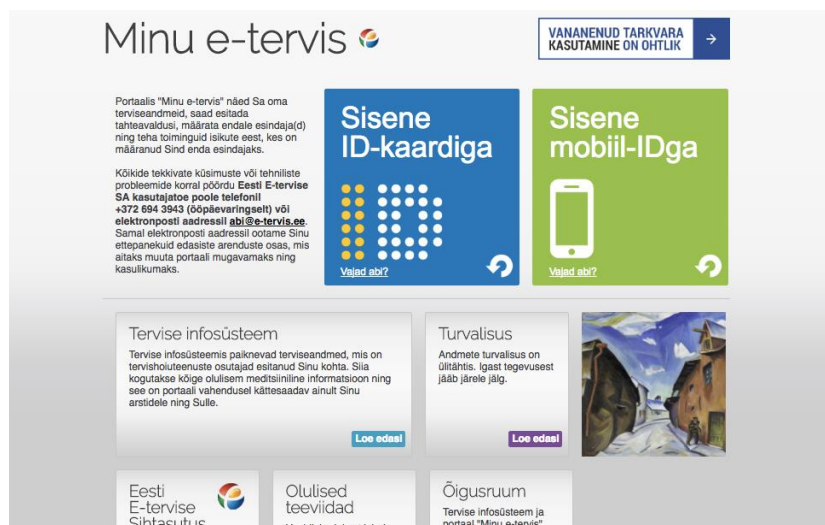 Minu e-tervis
VANANENUD TARKVARA
KASUTAMINE ON OHTLIK
Portaalis "Minu e-tervis" näed Sa oma
terviseandmeid, saad esitada
tahteavaldusi, määrata endale esindaja(d)
ning teha toiminguid isikute eest, kes on
määranud Sind enda esindajaks.
Kõikide tekkivate küsimuste või tehniliste
probleemide korral pöördu Eesti E-tervise
SA kasutajatoe poole telefonil
+372 694 3943 (ööpäevaringselt) või
elektronposti aadressil abi@e-tervis.ee.
Samal elektronposti aadressil ootame Sinu
ettepanekuid edasiste arenduste osas, mis
aitaks muuta portaali mugavamaks ning
kasulikumaks.
Sisene
ID-kaardiga
ID
Vajad abi?
Sisene
mobiil-IDga
Vajad abi?
Tervise infosüsteem
Tervise infosüsteemis paiknevad terviseandmed, mis on
tervishoiuteenuste osutajad esitanud Sinu kohta. Siia
kogutakse kõige olulisem meditsiiniline informatsioon ning
see on portaali vahendusel kättesaadav ainult Sinu
arstidele ning Sulle.
Loe edasi
Turvalisus
Andmete turvalisus on
ülitähtis. Igast tegevusest
jääb järele jälg.
Loe edasi
Eesti
E-tervise
Sihtasutus
Olulised
teeviidad
Õigusruum
Tervise infosüsteem ja
portaal "Minu e-tervis"